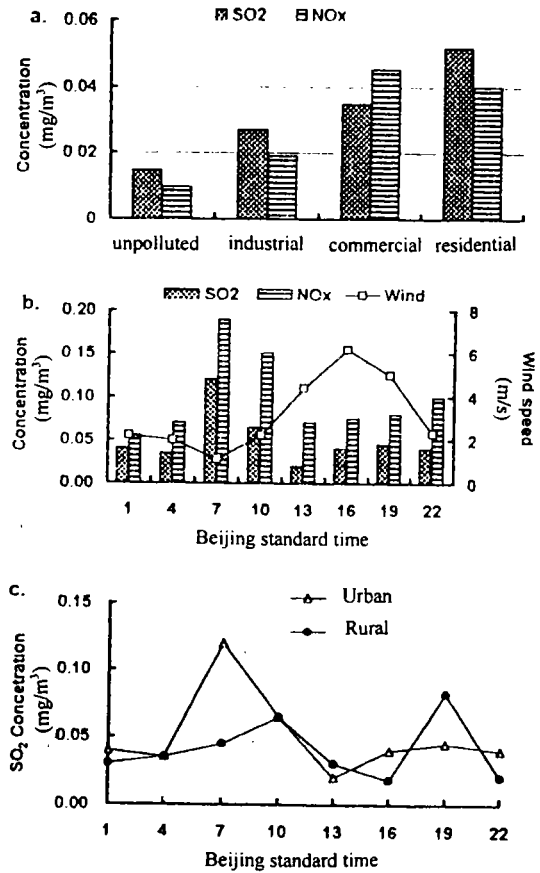 a.
SO2 NOx
Concentration
(mg/m³)
0.06
0.04
0 02
0
unpolluted industrial commercial residential
b.
SO2 NOx Wind
Concentration
(mg/m³)
0.20
0.15
0.10
0.05
0.00
8
6
4
2
0
Wind speed
(m/s)
1 4 7 10 13 16 19 22
Beijing standard time
c.
Urban
Rural
SO₂ Concetration
(mg/m³)
0.15
0.10
0.05
0.00
1 4 7 10 13 16 19 22
Beijing standard time